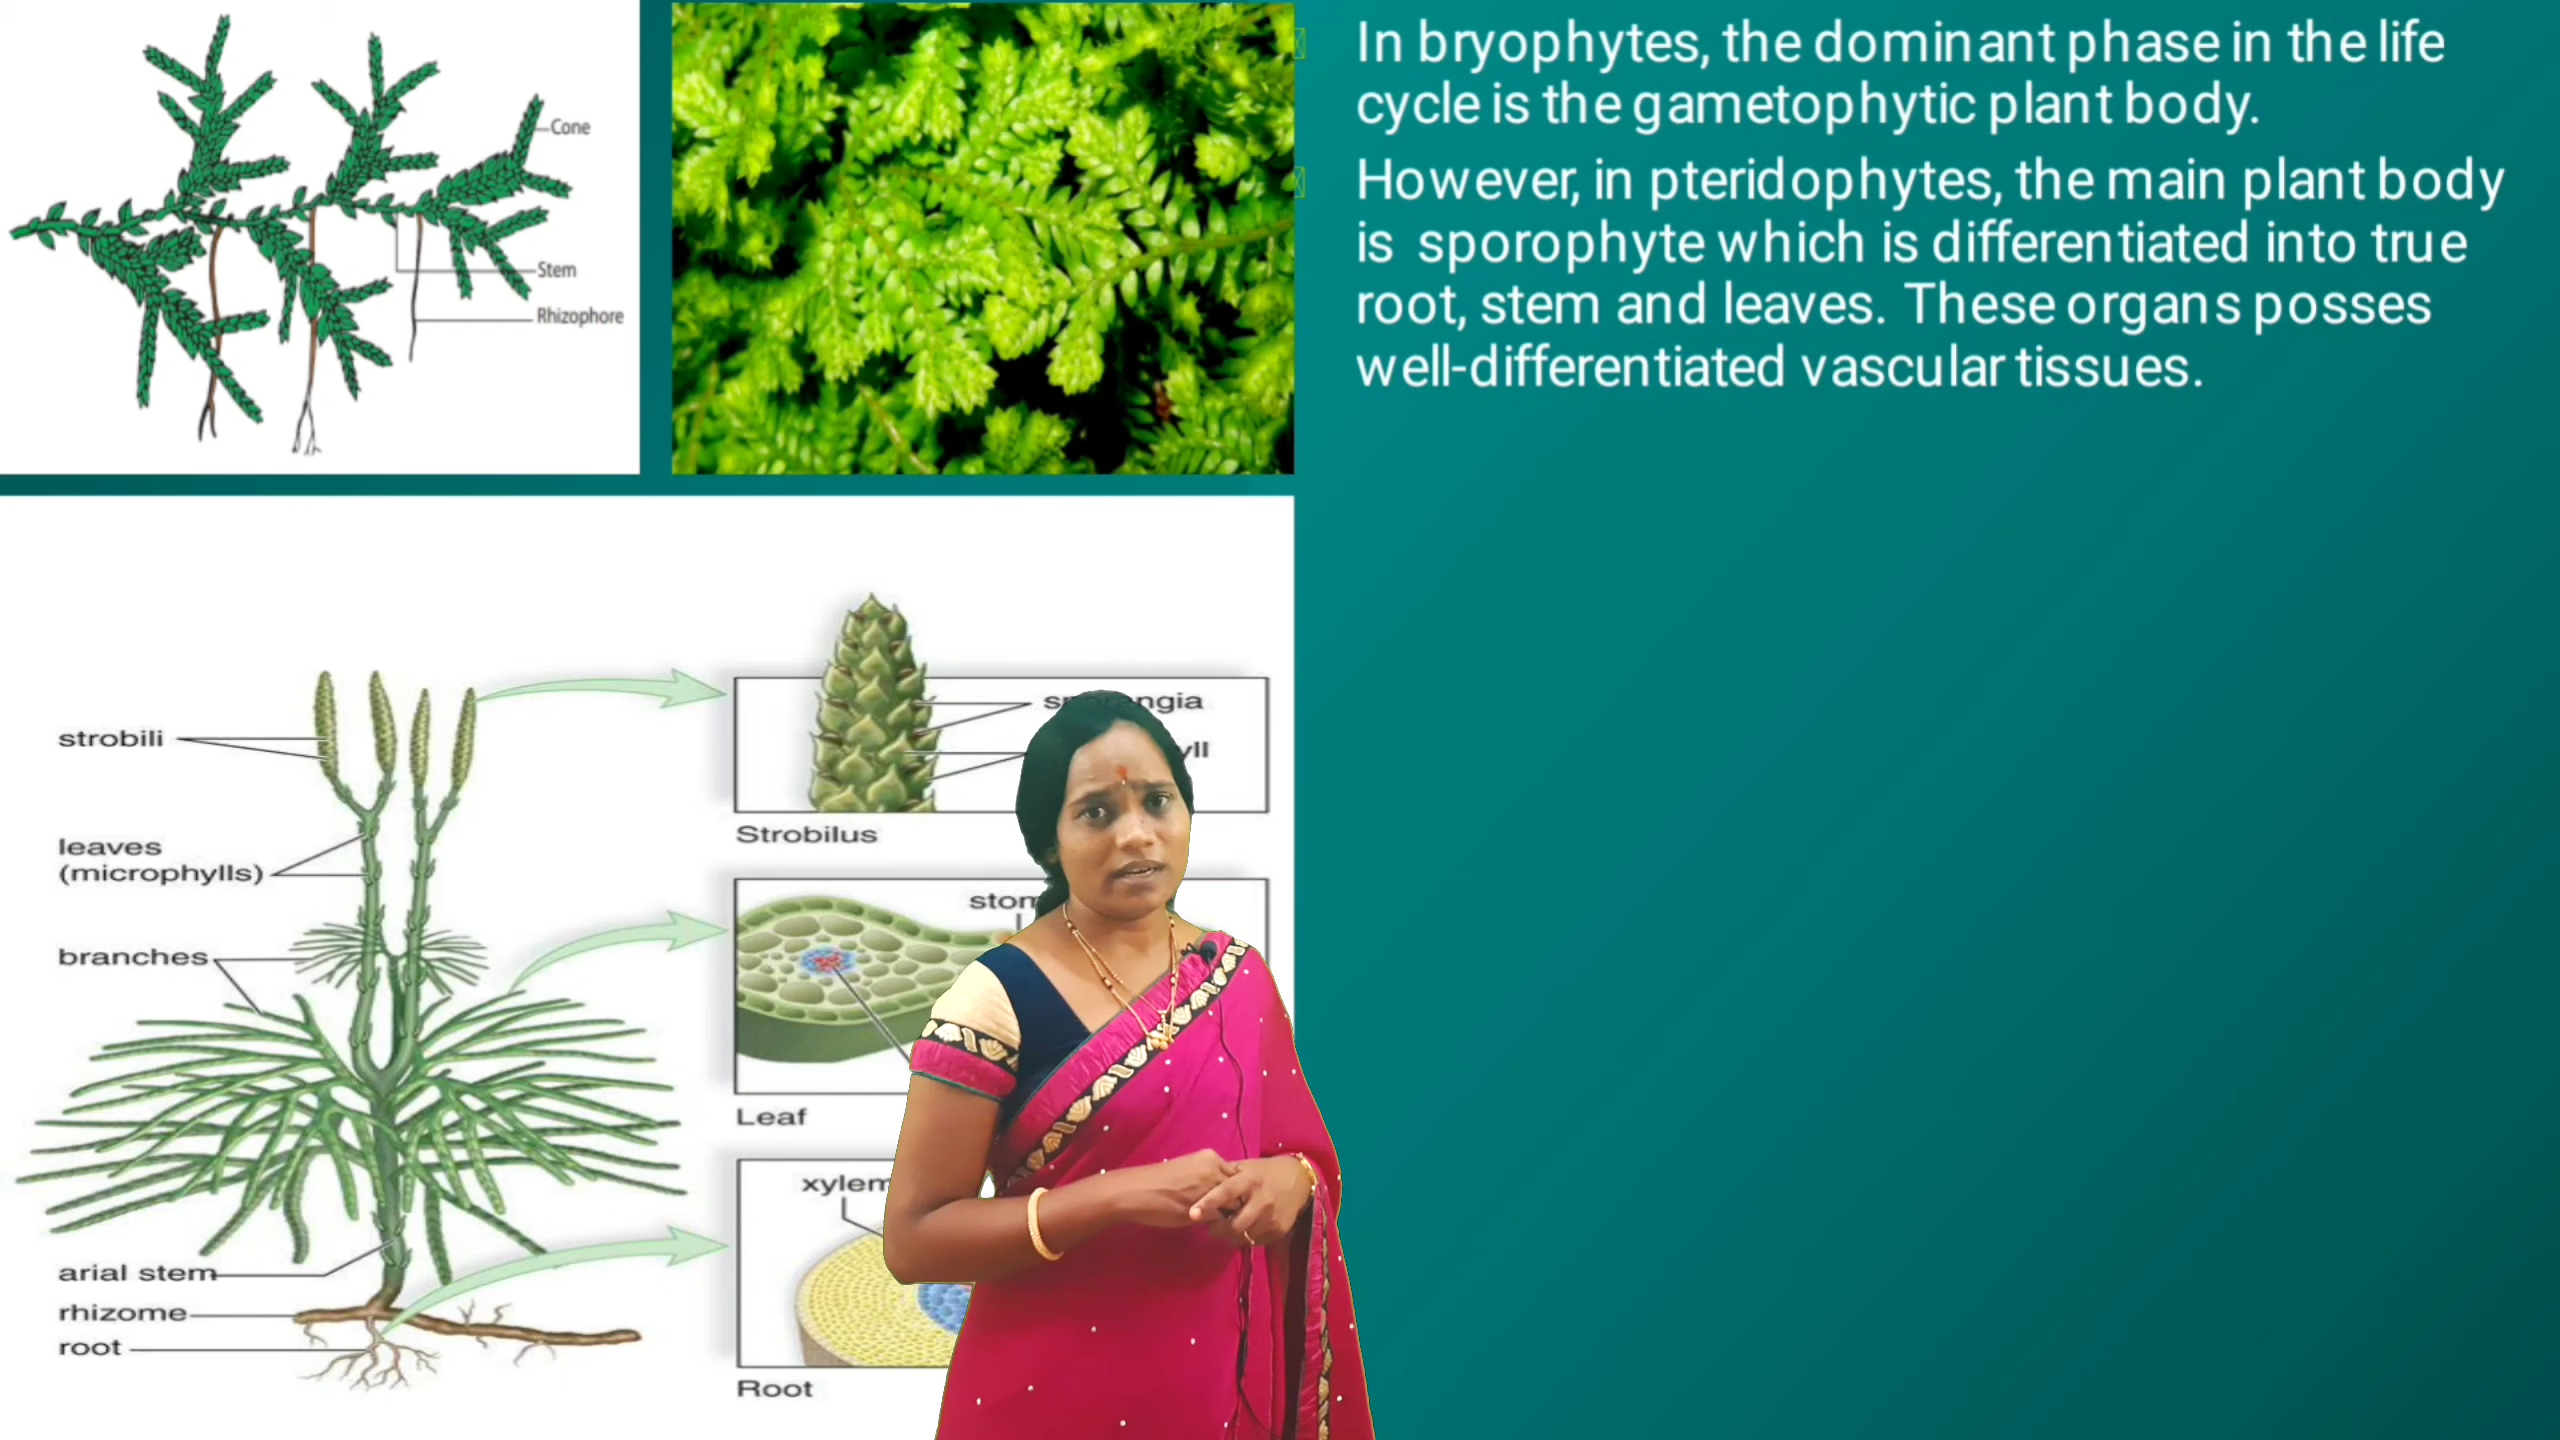 Cone
Stem
Rhizophore
In bryophytes, the dominant phase in the life
cycle is the gametophytic plant body.
However, in pteridophytes, the main plant body
is sporophyte which is differentiated into true
root, stem and leaves. These organs posses
well-differentiated vascular tissues.
strobili
leaves
(microphylls)
branches
arial stem
rhizome
root
Strobilus
Leaf
xylem
Root